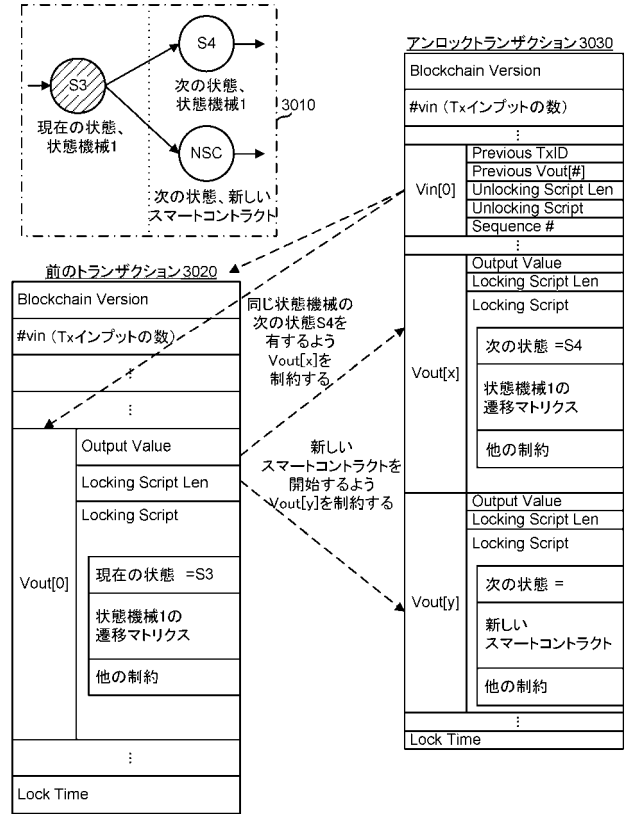 S3
S4
NSC
現在の状態、
状態機械1
次の状態、
状態機械1
次の状態、新しい
スマートコントラクト
3010
前のトランザクション3020
Blockchain Version
#vin (Txインプットの数)
⋮
⋮
Vout[0]
Output Value
Locking Script Len
Locking Script
現在の状態 =S3
状態機械1の
遷移マトリクス
他の制約
⋮
Lock Time
同じ状態機械の
次の状態S4を
有するよう
Vout[x]を
制約する
新しい
スマートコントラクトを
開始するよう
Vout[y]を制約する
アンロックトランザクション3030
Blockchain Version
#vin (Txインプットの数)
⋮
Vin[0]
Previous TxID
Previous Vout[#]
Unlocking Script Len
Unlocking Script
Sequence #
⋮
Vout[x]
Output Value
Locking Script Len
Locking Script
次の状態 =S4
状態機械1の
遷移マトリクス
他の制約
Vout[y]
Output Value
Locking Script Len
Locking Script
次の状態 =
新しい
スマートコントラクト
他の制約
⋮
Lock Time